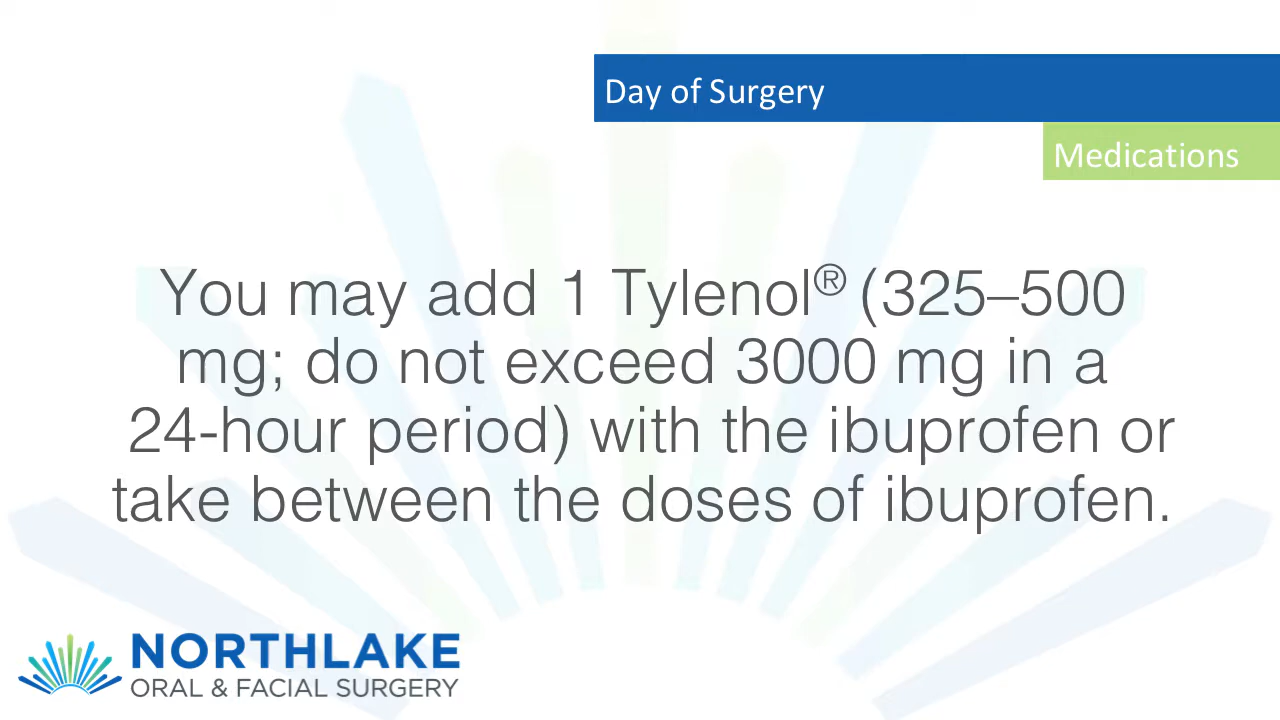 Day of Surgery
Medications
You may add 1 Tylenol® (325–500
mg; do not exceed 3000 mg in a
24-hour period) with the ibuprofen or
take between the doses of ibuprofen.
NORTHLAKE
ORAL & FACIAL SURGERY